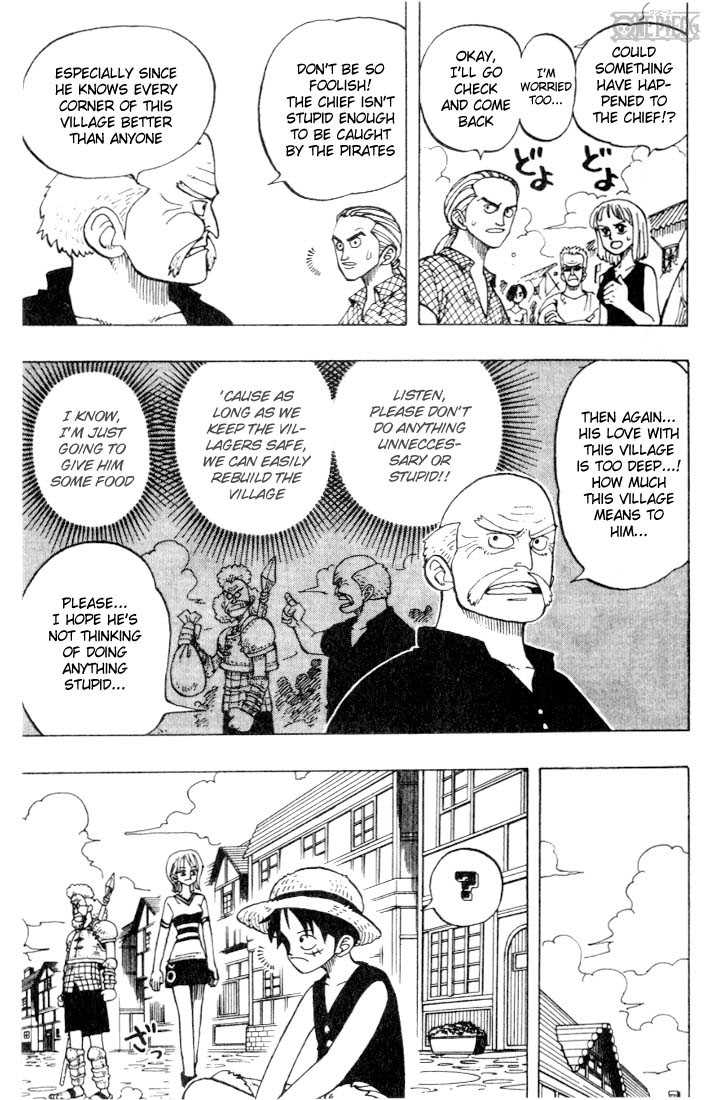 ONE PIECE
COULD
SOMETHING
HAVE HAP-
PENED TO
THE CHIEF!?
I'M
WORRIED
TOO...
OKAY,
I'LL GO
CHECK
AND COME
BACK
どよ
どよ
DON'T BE SO
FOOLISH!
THE CHIEF ISN'T
STUPID ENOUGH
TO BE CAUGHT
BY THE PIRATES
ESPECIALLY SINCE
HE KNOWS EVERY
CORNER OF THIS
VILLAGE BETTER
THAN ANYONE
THEN AGAIN...
HIS LOVE WITH
THIS VILLAGE
IS TOO DEEP...!
HOW MUCH
THIS VILLAGE
MEANS TO
HIM...
LISTEN,
PLEASE DON'T
DO ANYTHING
UNNECCES-
SARY OR
STUPID!!
'CAUSE AS
LONG AS WE
KEEP THE VIL-
LAGERS SAFE,
WE CAN EASILY
REBUILD THE
VILLAGE
I KNOW,
I'M JUST
GOING TO
GIVE HIM
SOME FOOD
PLEASE...
I HOPE HE'S
NOT THINKING
OF DOING
ANYTHING
STUPID...
?
ざっ